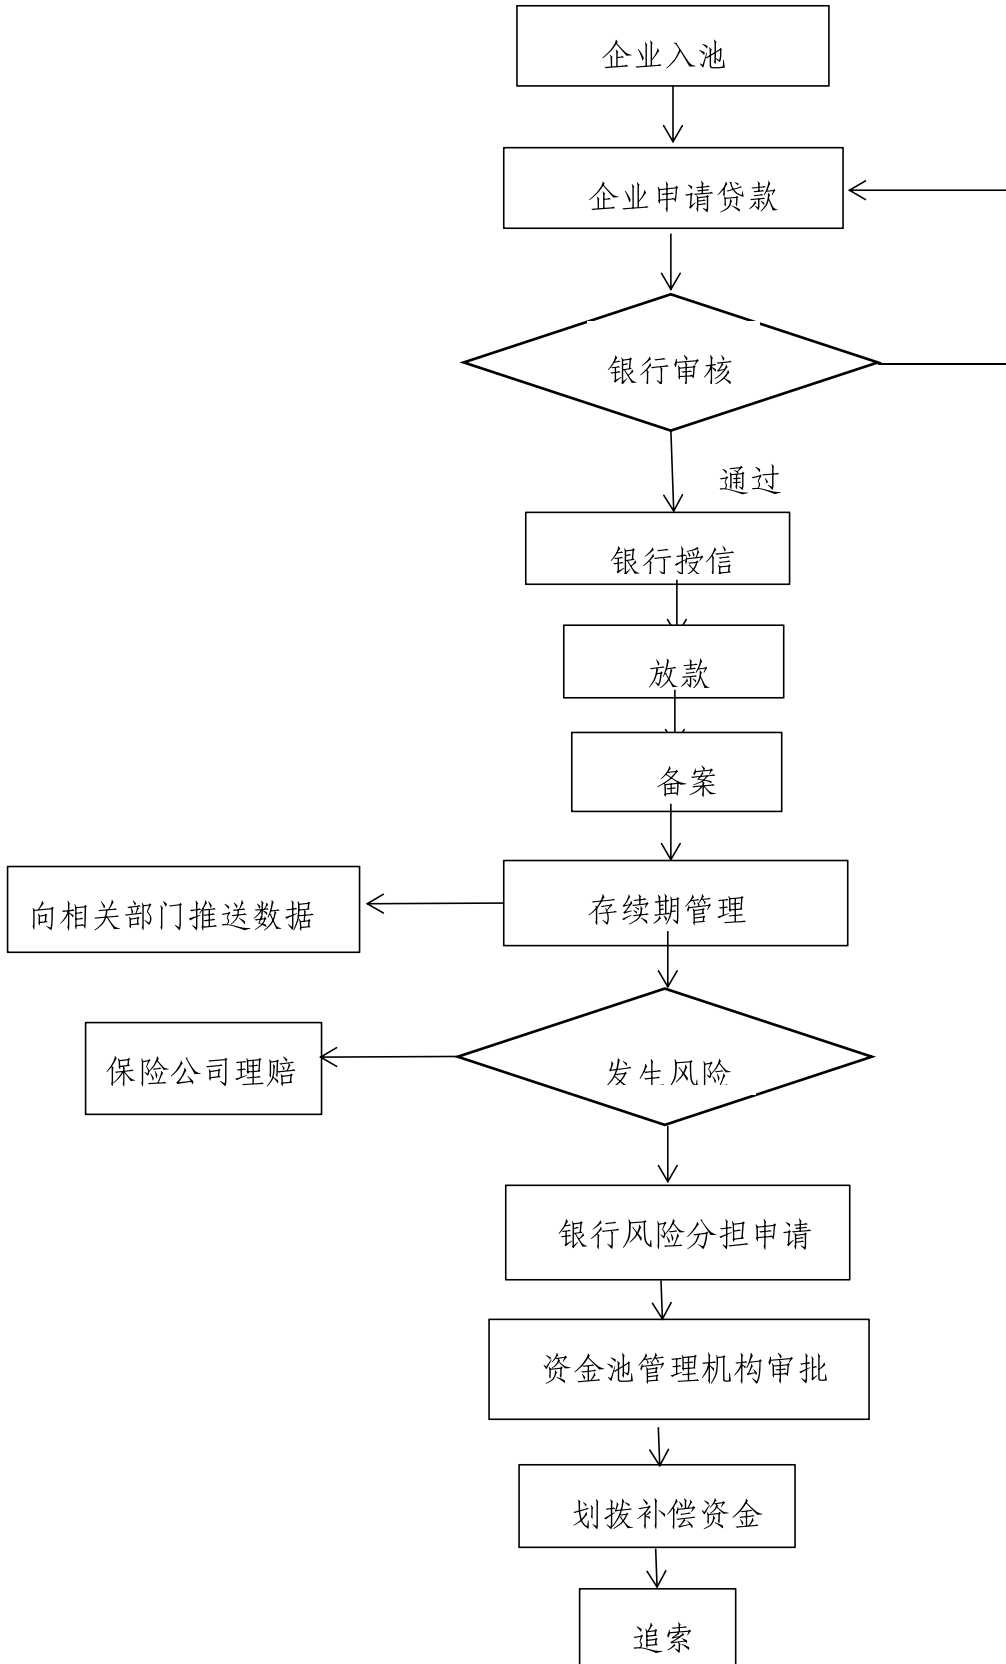 企业入池
企业申请贷款
银行审核
通过
银行授信
放款
备案
存续期管理
向相关部门推送数据
发生风险
保险公司理赔
银行风险分担申请
资金池管理机构审批
划拨补偿资金
追索